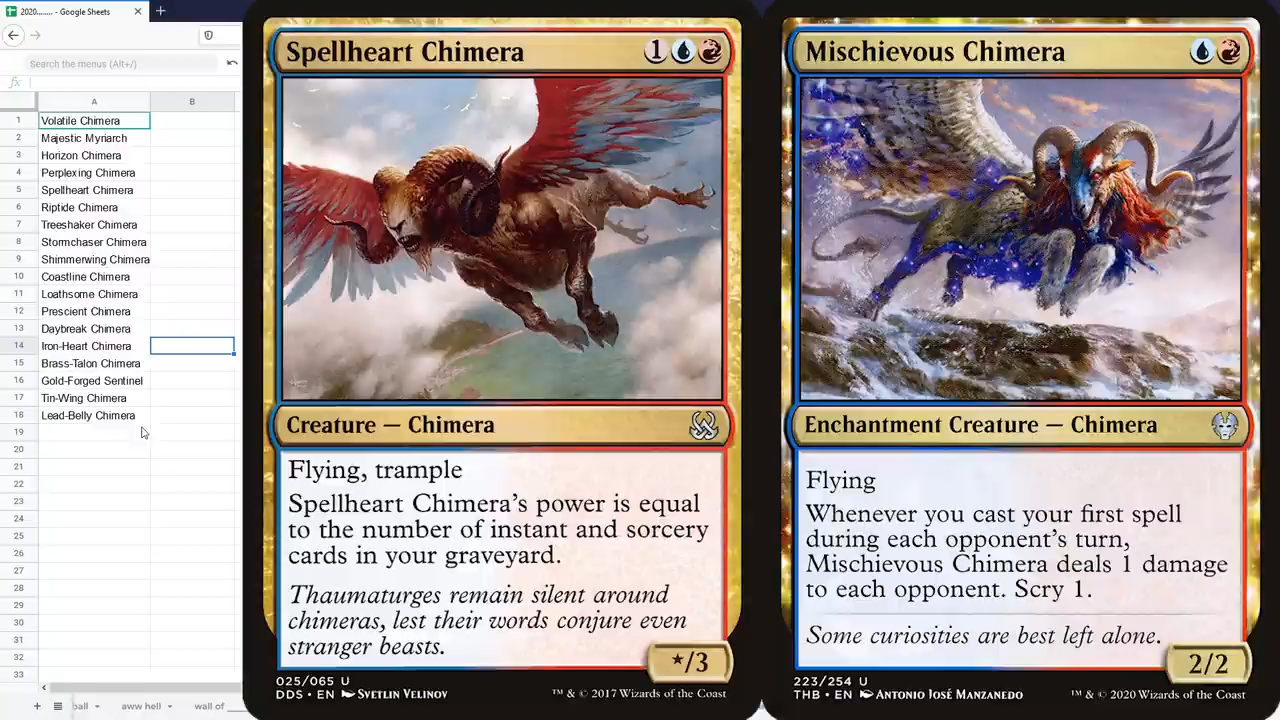 2020........ - Google Sheets
Search the menus (Alt+/)
fx
A B
1 Volatile Chimera
2 Majestic Myriarch
3 Horizon Chimera
4 Perplexing Chimera
5 Spellheart Chimera
6 Riptide Chimera
7 Treeshaker Chimera
8 Stormchaser Chimera
9 Shimmerwing Chimera
10 Coastline Chimera
11 Loathsome Chimera
12 Prescient Chimera
13 Daybreak Chimera
14 Iron-Heart Chimera
15 Brass-Talon Chimera
16 Gold-Forged Sentinel
17 Tin-Wing Chimera
18 Lead-Belly Chimera
19
20
21
22
23
24
25
26
27
28
29
30
31
32
33
aww hell
wall of
Spellheart Chimera 1
Creature — Chimera
Flying, trample
Spellheart Chimera's power is equal
to the number of instant and sorcery
cards in your graveyard.
Thaumaturges remain silent around
chimeras, lest their words conjure even
stranger beasts.
★/3
025/065 U
DDS • EN Svetlin Velinov
™ & © 2017 Wizards of the Coast
Mischievous Chimera
Enchantment Creature — Chimera
Flying
Whenever you cast your first spell
during each opponent's turn,
Mischievous Chimera deals 1 damage
to each opponent. Scry 1.
Some curiosities are best left alone.
2/2
223/254 U
THB • EN Antonio José Manzanedo
™ & © 2020 Wizards of the Coast